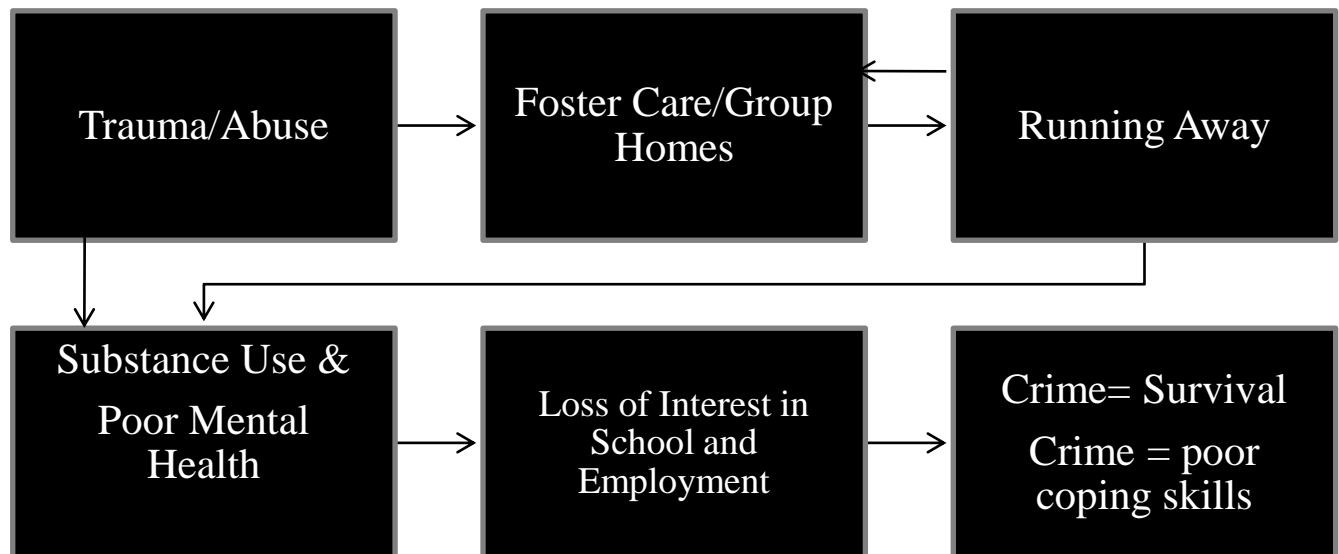 Trauma/Abuse
Foster Care/Group
Homes
Running Away
Substance Use &
Poor Mental
Health
Loss of Interest in
School and
Employment
Crime= Survival
Crime = poor
coping skills